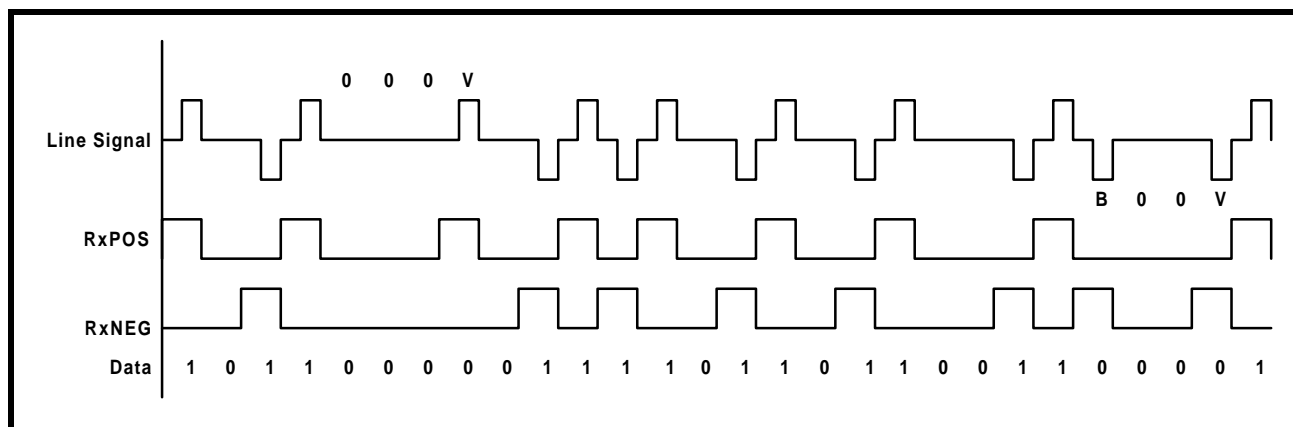 0 0 0 V
Line Signal
B 0 0 V
RxPOS
RxNEG
Data 1 0 1 1 0 0 0 0 0 1 1 1 1 0 1 1 0 1 1 0 0 1 1 0 0 0 0 1